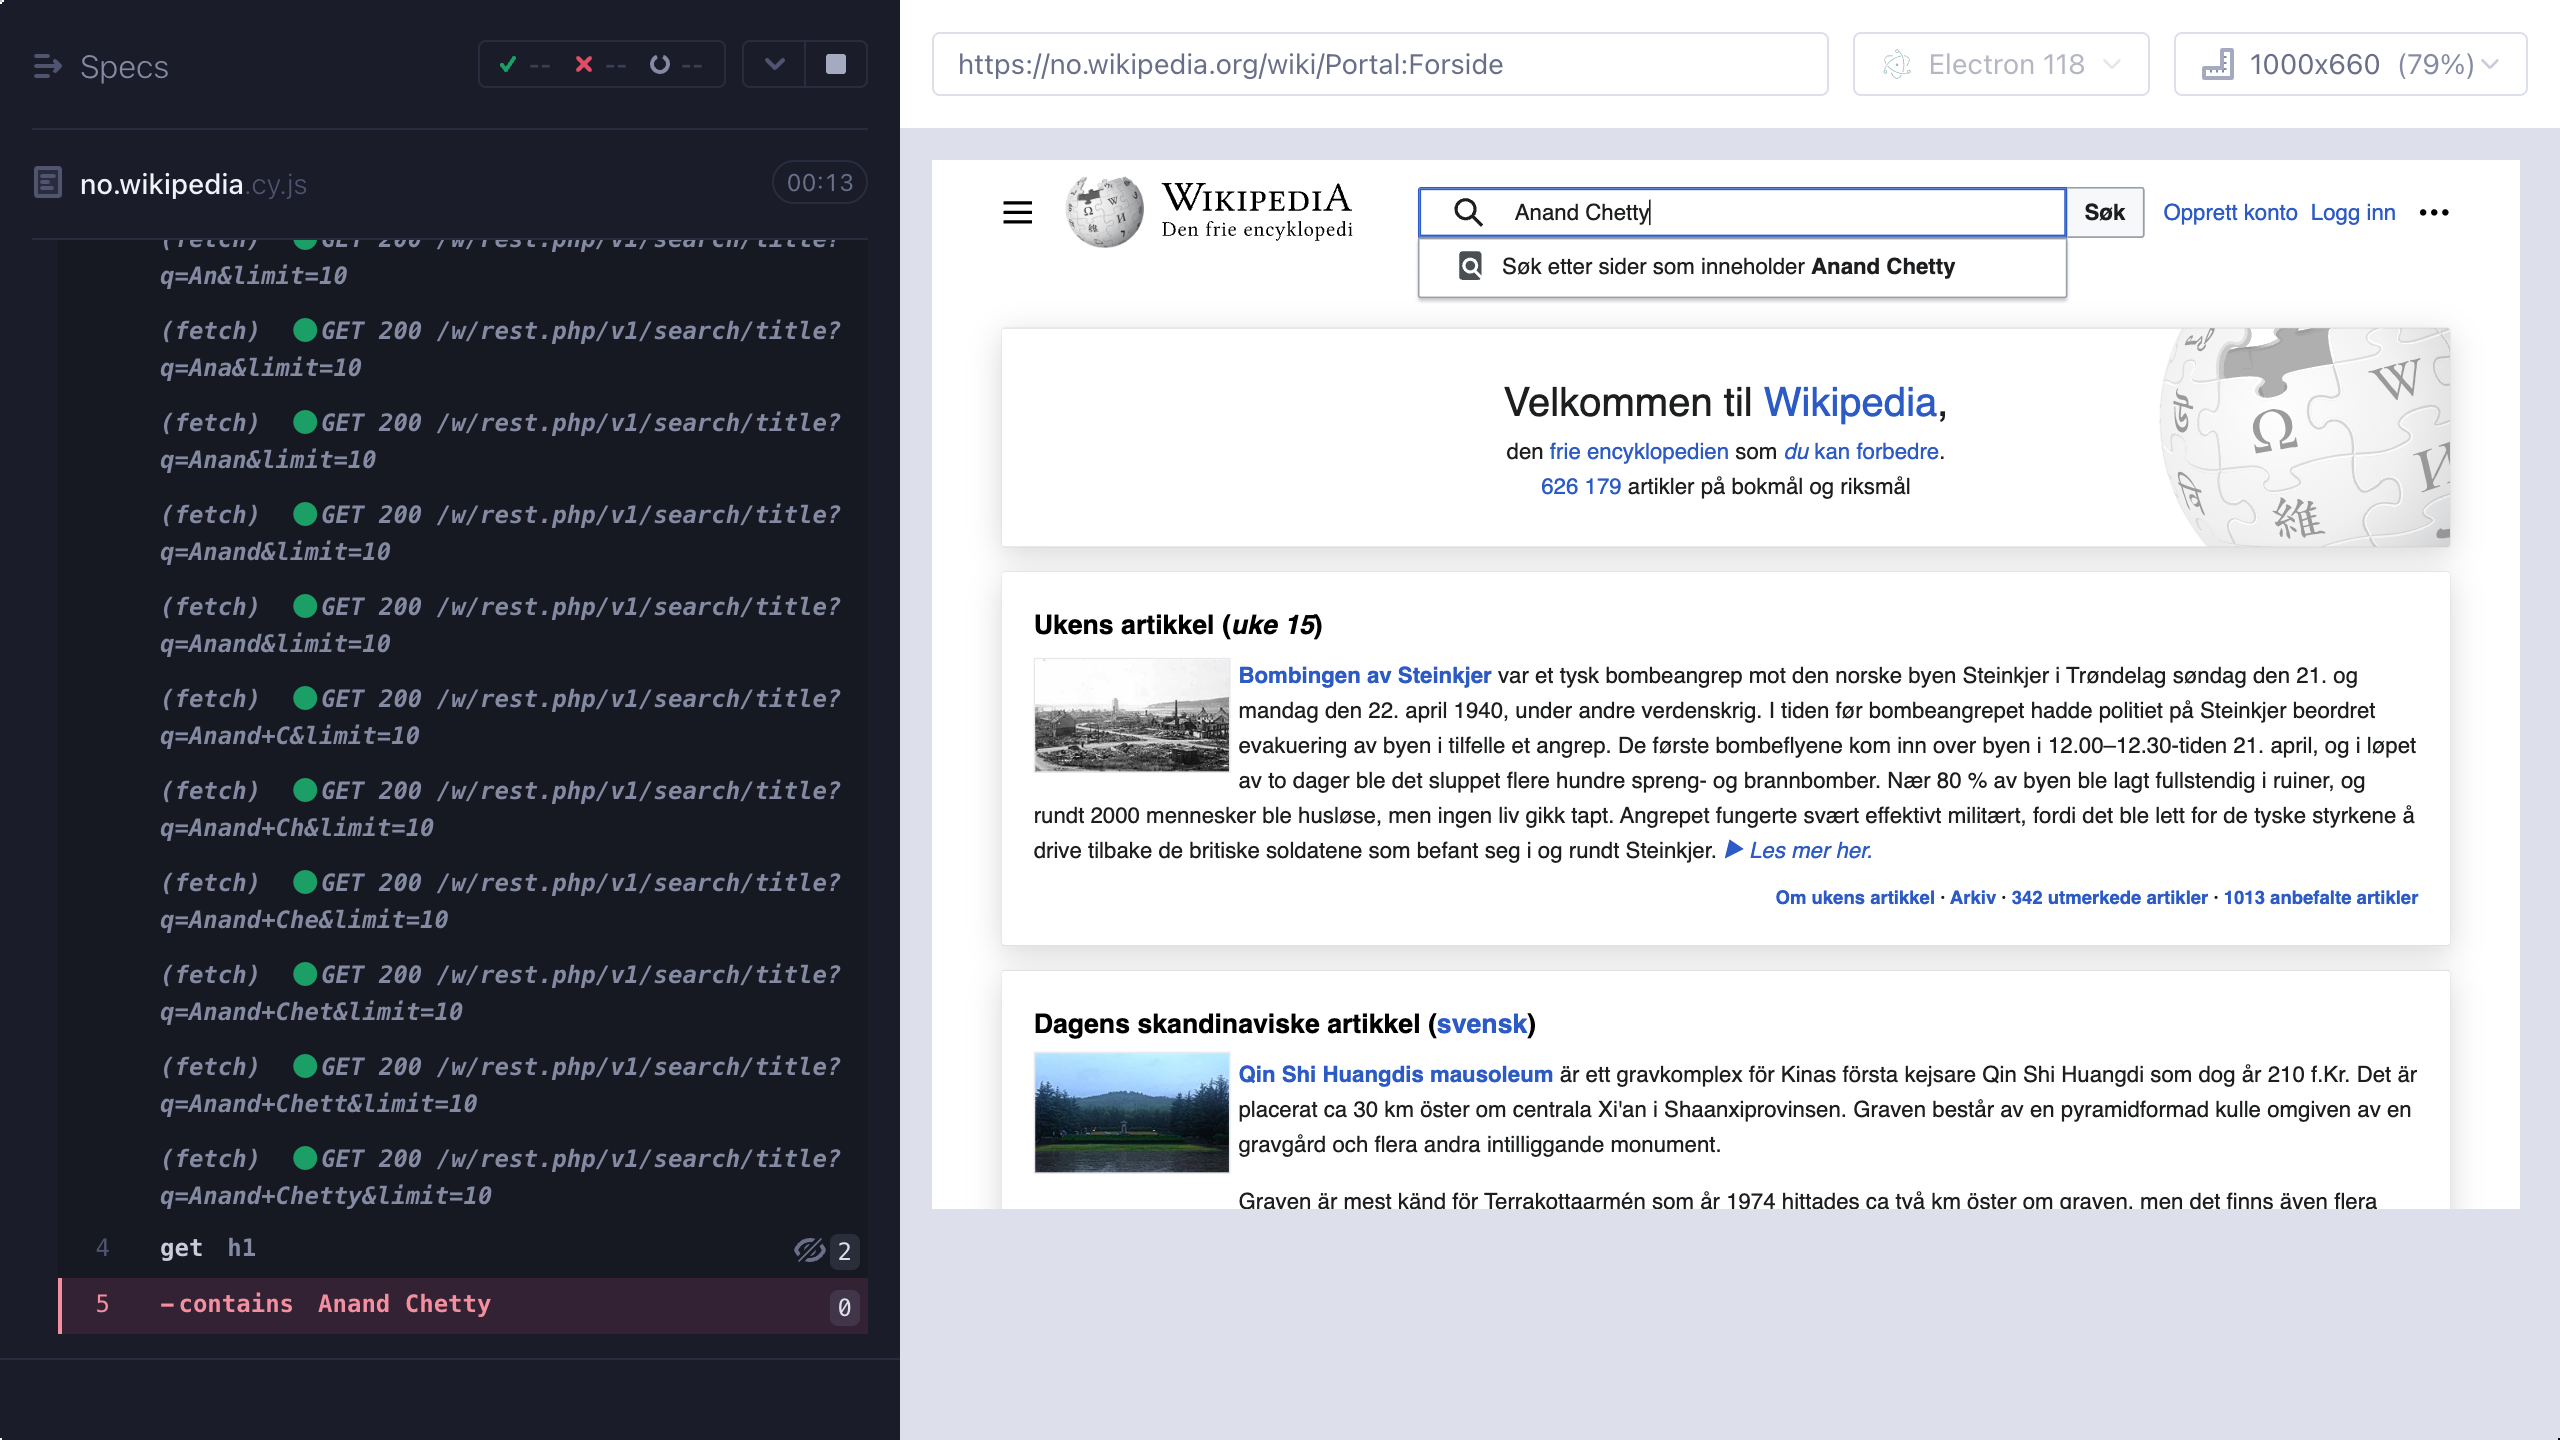 Specs
-- -- --
no.wikipedia.cy.js 00:13
(fetch) GET 200 /w/rest.php/v1/search/title?
q=An&limit=10
(fetch) GET 200 /w/rest.php/v1/search/title?
q=Ana&limit=10
(fetch) GET 200 /w/rest.php/v1/search/title?
q=Anan&limit=10
(fetch) GET 200 /w/rest.php/v1/search/title?
q=Anand&limit=10
(fetch) GET 200 /w/rest.php/v1/search/title?
q=Anand&limit=10
(fetch) GET 200 /w/rest.php/v1/search/title?
q=Anand+C&limit=10
(fetch) GET 200 /w/rest.php/v1/search/title?
q=Anand+Ch&limit=10
(fetch) GET 200 /w/rest.php/v1/search/title?
q=Anand+Che&limit=10
(fetch) GET 200 /w/rest.php/v1/search/title?
q=Anand+Chet&limit=10
(fetch) GET 200 /w/rest.php/v1/search/title?
q=Anand+Chett&limit=10
(fetch) GET 200 /w/rest.php/v1/search/title?
q=Anand+Chetty&limit=10
4 get h1 2
5 -contains Anand Chetty 0
https://no.wikipedia.org/wiki/Portal:Forside Electron 118 1000x660 (79%)
WIKIPEDIA
Den frie encyklopedi
Anand Chetty Søk Opprett konto Logg inn
Søk etter sider som inneholder Anand Chetty
Velkommen til Wikipedia,
den frie encyklopedien som du kan forbedre.
626 179 artikler på bokmål og riksmål
Ω W И 維
Ukens artikkel (uke 15)
Bombingen av Steinkjer var et tysk bombeangrep mot den norske byen Steinkjer i Trøndelag søndag den 21. og
mandag den 22. april 1940, under andre verdenskrig. I tiden før bombeangrepet hadde politiet på Steinkjer beordret
evakuering av byen i tilfelle et angrep. De første bombeflyene kom inn over byen i 12.00–12.30-tiden 21. april, og i løpet
av to dager ble det sluppet flere hundre spreng- og brannbomber. Nær 80 % av byen ble lagt fullstendig i ruiner, og
rundt 2000 mennesker ble husløse, men ingen liv gikk tapt. Angrepet fungerte svært effektivt militært, fordi det ble lett for de tyske styrkene å
drive tilbake de britiske soldatene som befant seg i og rundt Steinkjer. ▶ Les mer her.
Om ukens artikkel · Arkiv · 342 utmerkede artikler · 1013 anbefalte artikler
Dagens skandinaviske artikkel (svensk)
Qin Shi Huangdis mausoleum är ett gravkomplex för Kinas första kejsare Qin Shi Huangdi som dog år 210 f.Kr. Det är
placerat ca 30 km öster om centrala Xi'an i Shaanxiprovinsen. Graven består av en pyramidformad kulle omgiven av en
gravgård och flera andra intilliggande monument.
Graven är mest känd för Terrakottaarmén som år 1974 hittades ca två km öster om graven, men det finns även flera